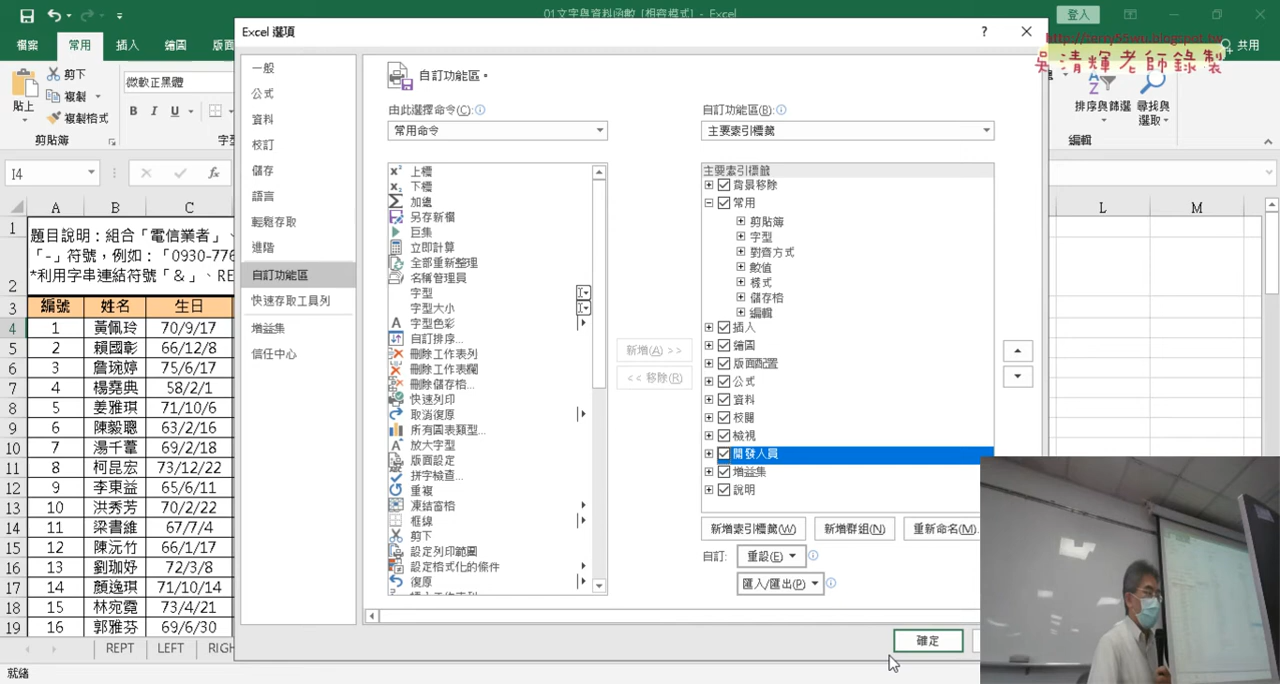 01文字與資料函數 [相容模式] - Excel
登入
檔案
常用
插入
繪圖
版面
共用
http://terry55wu.blogspot.tw
吳清輝老師錄製
貼上
剪下
複製
複製格式
剪貼簿
微軟正黑體
B I U
字型
排序與篩選
尋找與
選取
編輯
I4
fx
A B C L M
1 題目說明：組合「電信業者」、
「-」符號，例如：「0930-776
2 *利用字串連結符號「&」、RE
3 編號 姓名 生日
4 1 黃佩玲 70/9/17
5 2 賴國彰 66/12/8
6 3 詹琬婷 75/6/17
7 4 楊堯典 58/2/1
8 5 姜雅琪 71/10/6
9 6 陳毅聰 63/2/16
10 7 湯千葦 69/2/18
11 8 柯昆宏 73/12/22
12 9 李東益 65/6/11
13 10 洪秀芳 70/2/22
14 11 梁書維 67/7/4
15 12 陳沅竹 66/1/17
16 13 劉珈妤 72/3/8
17 14 顏逸琪 71/10/14
18 15 林宛霓 73/4/21
19 16 郭雅芬 69/6/30
REPT LEFT RIGH
就緒
Excel 選項
?
一般
公式
資料
校訂
儲存
語言
輕鬆存取
進階
自訂功能區
快速存取工具列
增益集
信任中心
自訂功能區。
由此選擇命令(C):
常用命令
上標
下標
加總
另存新檔
巨集
立即計算
全部重新整理
名稱管理員
字型
字型大小
字型色彩
自訂排序...
刪除工作表列
刪除工作表欄
刪除儲存格...
快速列印
取消復原
所有圖表類型...
放大字型
版面設定
拼字檢查...
重複
凍結窗格
框線
剪下
設定列印範圍
設定格式化的條件
復原
新增(A) >>
<< 移除(R)
自訂功能區(B):
主要索引標籤
主要索引標籤
背景移除
常用
剪貼簿
字型
對齊方式
數值
樣式
儲存格
編輯
插入
繪圖
版面配置
公式
資料
校閱
檢視
開發人員
增益集
說明
新增索引標籤(W)
新增群組(N)
重新命名(M)...
自訂:
重設(E)
匯入/匯出(P)
確定